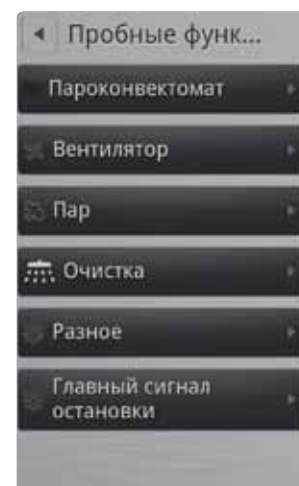 Пробные функ...
Пароконвектомат
Вентилятор
Пар
Очистка
Разное
Главный сигнал
остановки